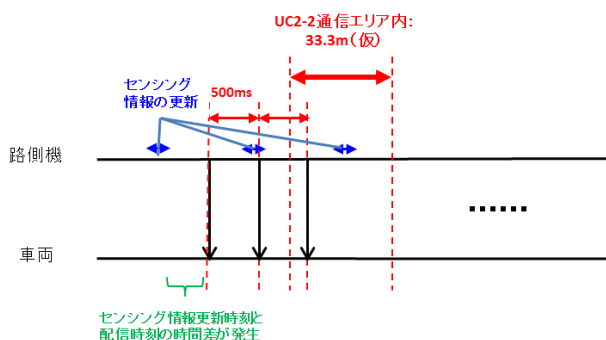 UC2-2通信エリア内:
33.3m(仮)
センシング
情報の更新
500ms
路側機
車両
センシング情報更新時刻と
配信時刻の時間差が発生